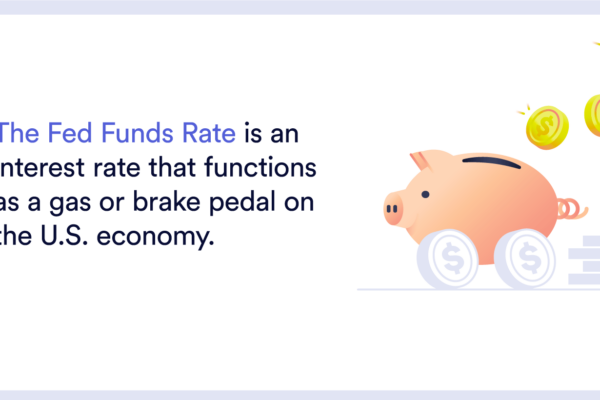 The Fed Funds Rate is an
interest rate that functions
as a gas or brake pedal on
the U.S. economy.